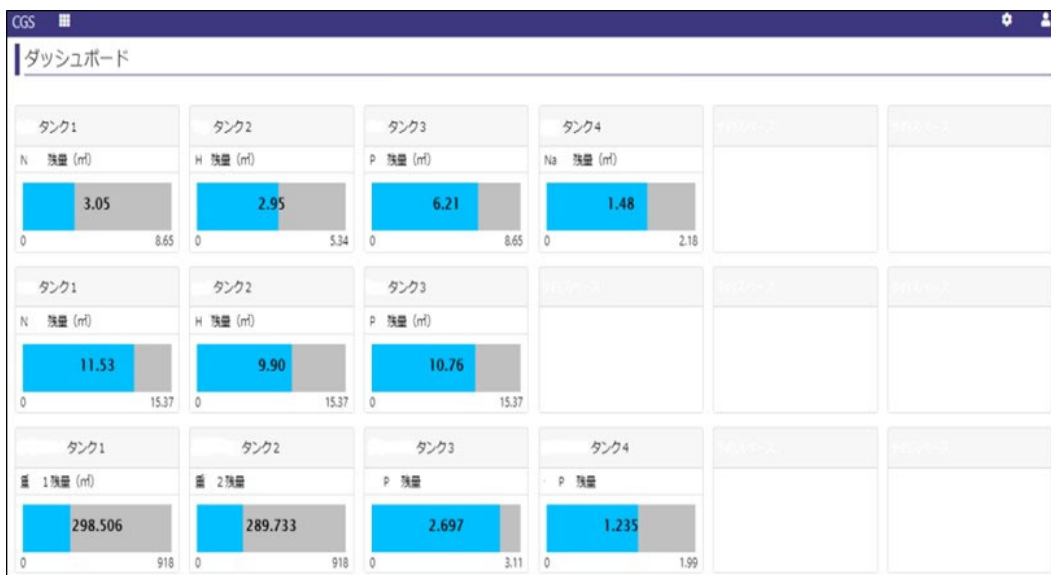 CGS
ダッシュボード
タンク1 タンク2 タンク3 タンク4
N 残量 (㎥) H 残量 (㎥) P 残量 (㎥) Na 残量 (㎥)
3.05 2.95 6.21 1.48
0 8.65 0 5.34 0 8.65 0 2.18
タンク1 タンク2 タンク3
N 残量 (㎥) H 残量 (㎥) P 残量 (㎥)
11.53 9.90 10.76
0 15.37 0 15.37 0 15.37
タンク1 タンク2 タンク3 タンク4
重 1残量 (㎥) 重 2残量 P 残量 P 残量
298.506 289.733 2.697 1.235
0 918 0 918 0 3.11 0 1.99